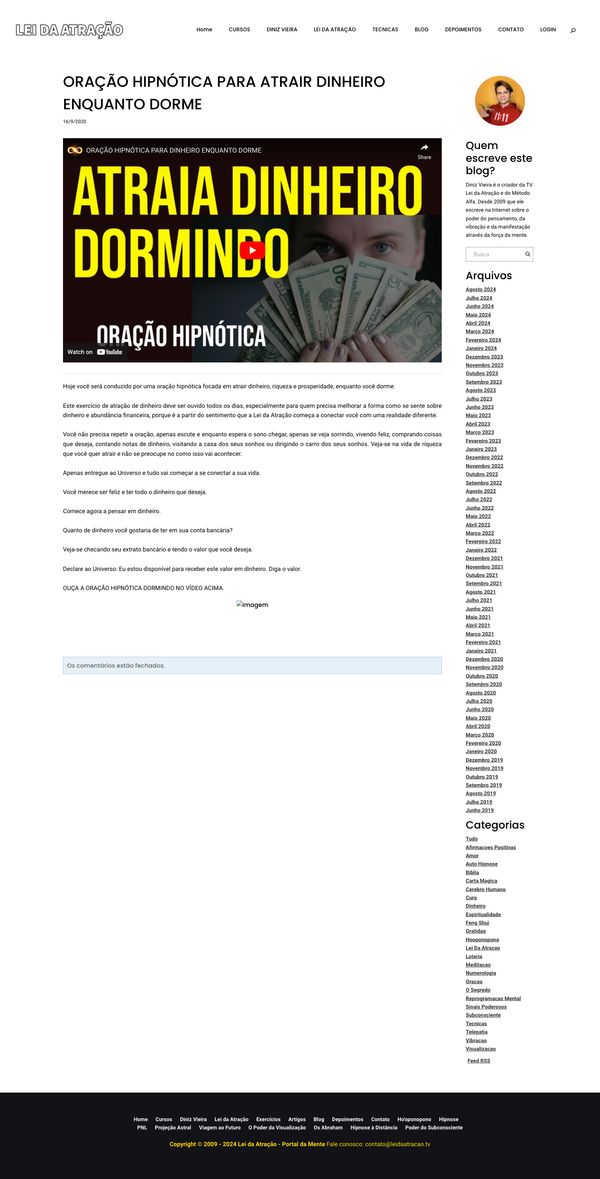 LEI DA ATRAÇÃO
Home CURSOS DINIZ VIEIRA LEI DA ATRAÇÃO TECNICAS BLOG DEPOIMENTOS CONTATO LOGIN
ORAÇÃO HIPNÓTICA PARA ATRAIR DINHEIRO
ENQUANTO DORME
16/9/2020
ORAÇÃO HIPNÓTICA PARA DINHEIRO ENQUANTO DORME
Share
ATRAIA DINHEIRO
DORMINDO
ORAÇÃO HIPNÓTICA
Watch on YouTube
Hoje você será conduzido por uma oração hipnótica focada em atrair dinheiro, riqueza e prosperidade, enquanto você dorme.
Este exercício de atração de dinheiro deve ser ouvido todos os dias, especialmente para quem precisa melhorar a forma como se sente sobre
dinheiro e abundância financeira, porque é a partir do sentimento que a Lei da Atração começa a conectar você com uma realidade diferente.
Você não precisa repetir a oração, apenas escute e enquanto espera o sono chegar, apenas se veja sorrindo, vivendo feliz, comprando coisas
que deseja, contando notas de dinheiro, visitando a casa dos seus sonhos ou dirigindo o carro dos seus sonhos. Veja-se na vida de riqueza
que você quer atrair e não se preocupe no como isso vai acontecer.
Apenas entregue ao Universo e tudo vai começar a se conectar a sua vida.
Você merece ser feliz e ter todo o dinheiro que deseja.
Comece agora a pensar em dinheiro.
Quanto de dinheiro você gostaria de ter em sua conta bancária?
Veja-se checando seu extrato bancário e tendo o valor que você deseja.
Declare ao Universo: Eu estou disponível para receber este valor em dinheiro. Diga o valor.
OUÇA A ORAÇÃO HIPNÓTICA DORMINDO NO VÍDEO ACIMA.
Imagem
Os comentários estão fechados.
11:11
Quem
escreve este
blog?
Diniz Vieira é o criador da TV
Lei da Atração e do Método
Alfa. Desde 2009 que ele
escreve na Internet sobre o
poder do pensamento, da
vibração e da manifestação
através da força da mente.
Busca
Arquivos
Agosto 2024
Julho 2024
Junho 2024
Maio 2024
Abril 2024
Março 2024
Fevereiro 2024
Janeiro 2024
Dezembro 2023
Novembro 2023
Outubro 2023
Setembro 2023
Agosto 2023
Julho 2023
Junho 2023
Maio 2023
Abril 2023
Março 2023
Fevereiro 2023
Janeiro 2023
Dezembro 2022
Novembro 2022
Outubro 2022
Setembro 2022
Agosto 2022
Julho 2022
Junho 2022
Maio 2022
Abril 2022
Março 2022
Fevereiro 2022
Janeiro 2022
Dezembro 2021
Novembro 2021
Outubro 2021
Setembro 2021
Agosto 2021
Julho 2021
Junho 2021
Maio 2021
Abril 2021
Março 2021
Fevereiro 2021
Janeiro 2021
Dezembro 2020
Novembro 2020
Outubro 2020
Setembro 2020
Agosto 2020
Julho 2020
Junho 2020
Maio 2020
Abril 2020
Março 2020
Fevereiro 2020
Janeiro 2020
Dezembro 2019
Novembro 2019
Outubro 2019
Setembro 2019
Agosto 2019
Julho 2019
Junho 2019
Categorias
Tudo
Afirmacoes Positivas
Amor
Auto Hipnose
Bíblia
Carta Magica
Cerebro Humano
Cura
Dinheiro
Espiritualidade
Feng Shui
Gratidao
Hooponopono
Lei Da Atracao
Loteria
Meditacao
Numerologia
Oracao
O Segredo
Reprogramacao Mental
Sinais Poderosos
Subconsciente
Tecnicas
Telepatia
Vibracao
Visualizacao
Feed RSS
Home Cursos Diniz Vieira Lei da Atração Exercícios Artigos Blog Depoimentos Contato Ho'oponopono Hipnose
PNL Projeção Astral Viagem ao Futuro O Poder da Visualização Os Abraham Hipnose à Distância Poder do Subconsciente
Copyright © 2009 - 2024 Lei da Atração - Portal da Mente Fale conosco: contato@leidaatracao.tv